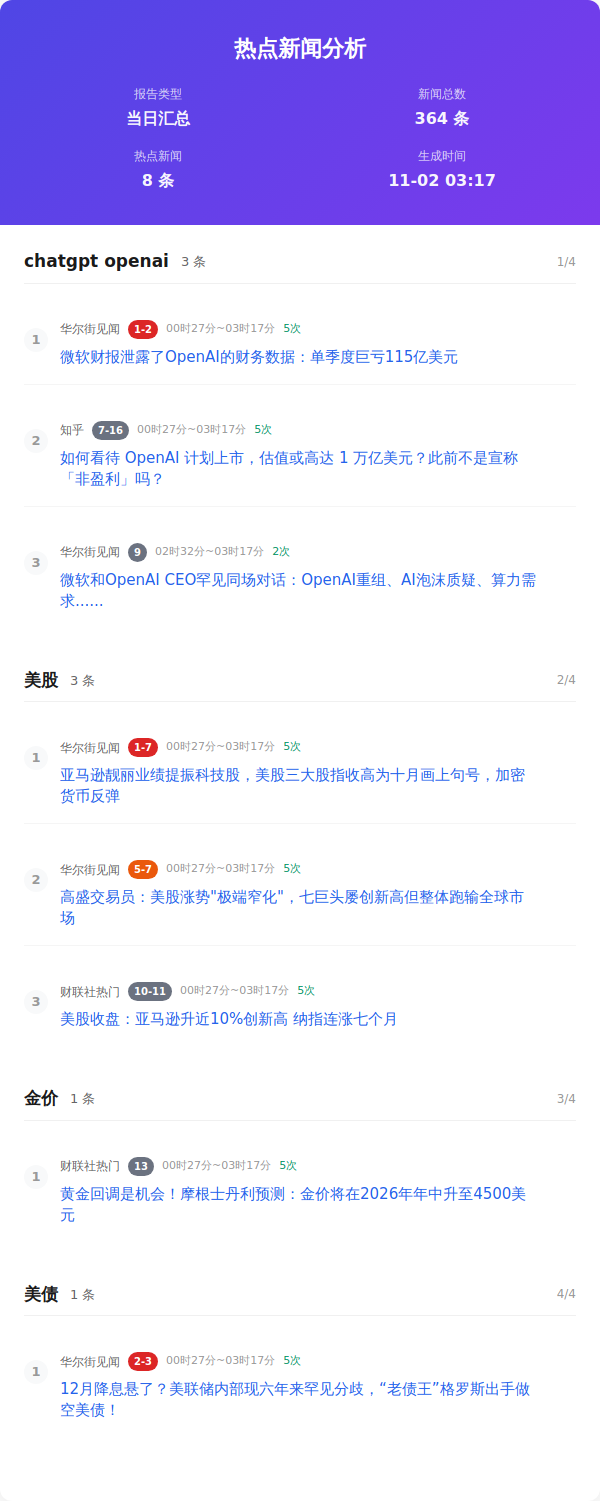 热点新闻分析
报告类型
新闻总数
当日汇总
364 条
热点新闻
生成时间
8 条
11-02 03:17
chatgpt openai 3 条 1/4
1
华尔街见闻 1-2 00时27分~03时17分 5次
微软财报泄露了OpenAI的财务数据：单季度巨亏115亿美元
2
知乎 7-16 00时27分~03时17分 5次
如何看待 OpenAI 计划上市，估值或高达 1 万亿美元？此前不是宣称
「非盈利」吗？
3
华尔街见闻 9 02时32分~03时17分 2次
微软和OpenAI CEO罕见同场对话：OpenAI重组、AI泡沫质疑、算力需
求……
美股 3 条 2/4
1
华尔街见闻 1-7 00时27分~03时17分 5次
亚马逊靓丽业绩提振科技股，美股三大股指收高为十月画上句号，加密
货币反弹
2
华尔街见闻 5-7 00时27分~03时17分 5次
高盛交易员：美股涨势"极端窄化"，七巨头屡创新高但整体跑输全球市
场
3
财联社热门 10-11 00时27分~03时17分 5次
美股收盘：亚马逊升近10%创新高 纳指连涨七个月
金价 1 条 3/4
1
财联社热门 13 00时27分~03时17分 5次
黄金回调是机会！摩根士丹利预测：金价将在2026年年中升至4500美
元
美债 1 条 4/4
1
华尔街见闻 2-3 00时27分~03时17分 5次
12月降息悬了？美联储内部现六年来罕见分歧，“老债王”格罗斯出手做
空美债！